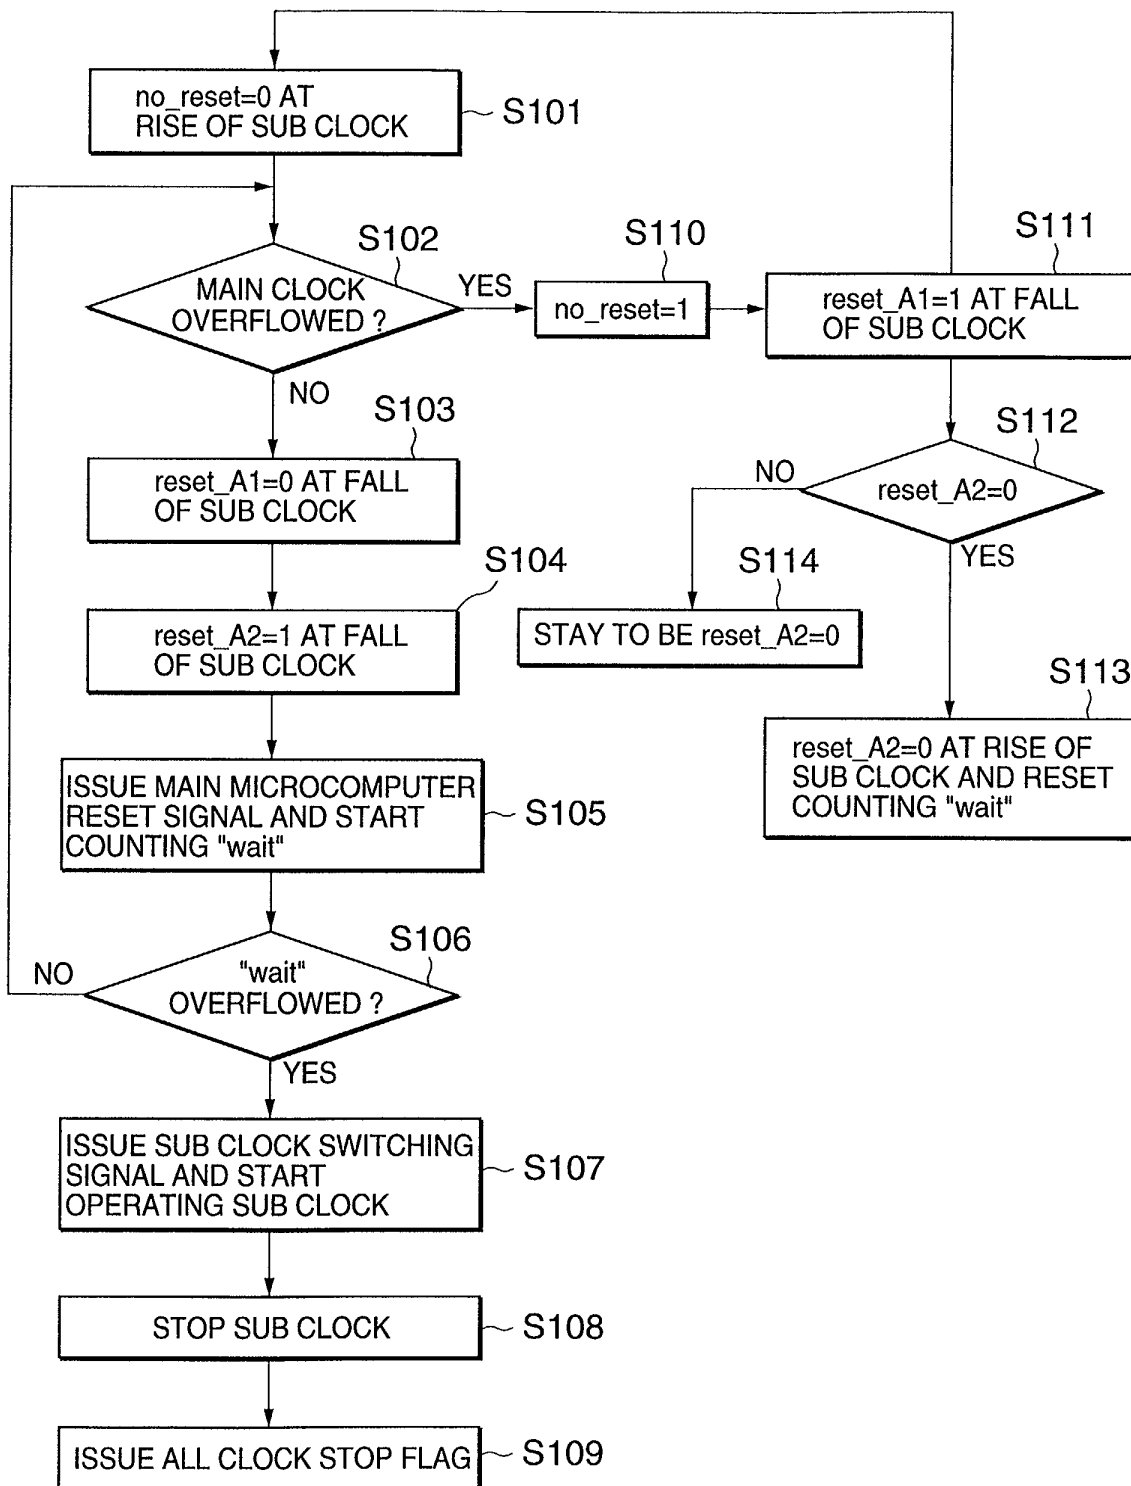 no_reset=0 AT
RISE OF SUB CLOCK
S101
S102
MAIN CLOCK
OVERFLOWED ?
YES
NO
S110
no_reset=1
S111
reset_A1=1 AT FALL
OF SUB CLOCK
S103
reset_A1=0 AT FALL
OF SUB CLOCK
S112
reset_A2=0
NO
YES
S104
reset_A2=1 AT FALL
OF SUB CLOCK
S114
STAY TO BE reset_A2=0
S113
reset_A2=0 AT RISE OF
SUB CLOCK AND RESET
COUNTING "wait"
ISSUE MAIN MICROCOMPUTER
RESET SIGNAL AND START
COUNTING "wait"
S105
S106
"wait"
OVERFLOWED ?
NO
YES
ISSUE SUB CLOCK SWITCHING
SIGNAL AND START
OPERATING SUB CLOCK
S107
STOP SUB CLOCK
S108
ISSUE ALL CLOCK STOP FLAG
S109